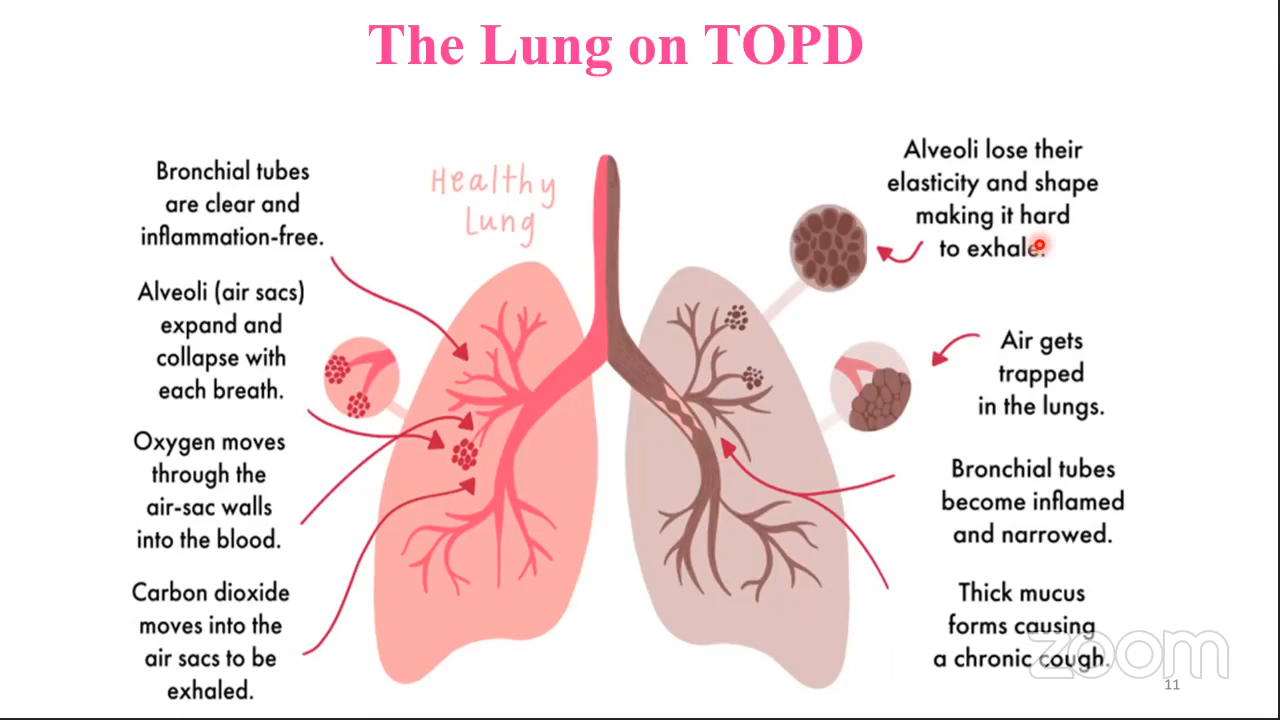 The Lung on TOPD
Healthy
Lung
Bronchial tubes
are clear and
inflammation-free.
Alveoli (air sacs)
expand and
collapse with
each breath.
Oxygen moves
through the
air-sac walls
into the blood.
Carbon dioxide
moves into the
air sacs to be
exhaled.
Alveoli lose their
elasticity and shape
making it hard
to exhale.
Air gets
trapped
in the lungs.
Bronchial tubes
become inflamed
and narrowed.
Thick mucus
forms causing
a chronic cough.
zoom
11